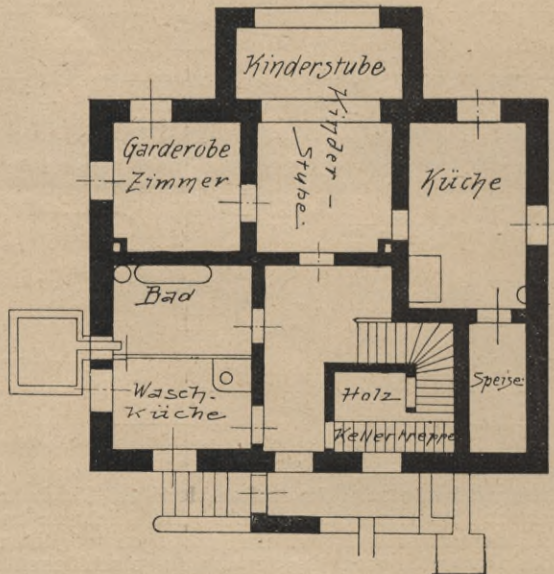 Kinderstube
Kinder-
Stube.
Garderobe
Zimmer
Küche
Bad
Wasch-
Küche
Holz
Kellertreppe
Speise